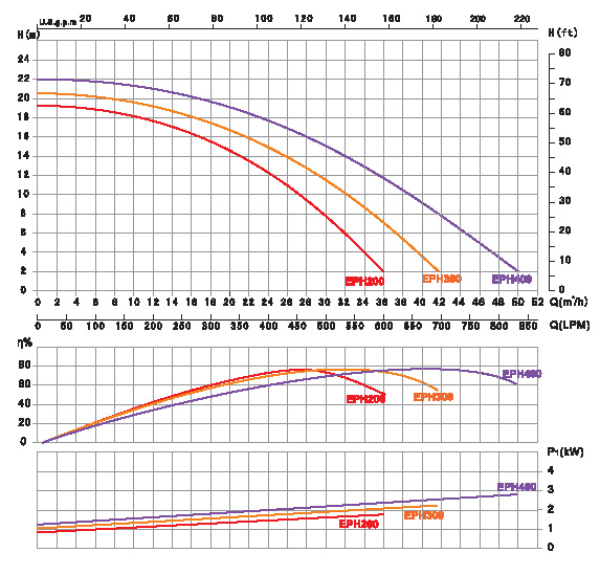 U.S.g.p.m 20 40 60 80 100 120 140 160 180 200 220
H(m) H(ft)
24
22
20
18
16
14
12
10
8
6
4
2
0
80
70
60
50
40
30
20
10
0
EPH200 EPH300 EPH400
0 2 4 6 8 10 12 14 16 18 20 22 24 26 28 30 32 34 36 38 40 42 44 46 48 50 52 Q(m³/h)
0 50 100 150 200 250 300 350 400 450 500 550 600 650 700 750 800 850 Q(LPM)
η%
80
60
40
20
0
EPH200 EPH300 EPH400
P1(kW)
4
3
2
1
0
EPH400
EPH300
EPH200